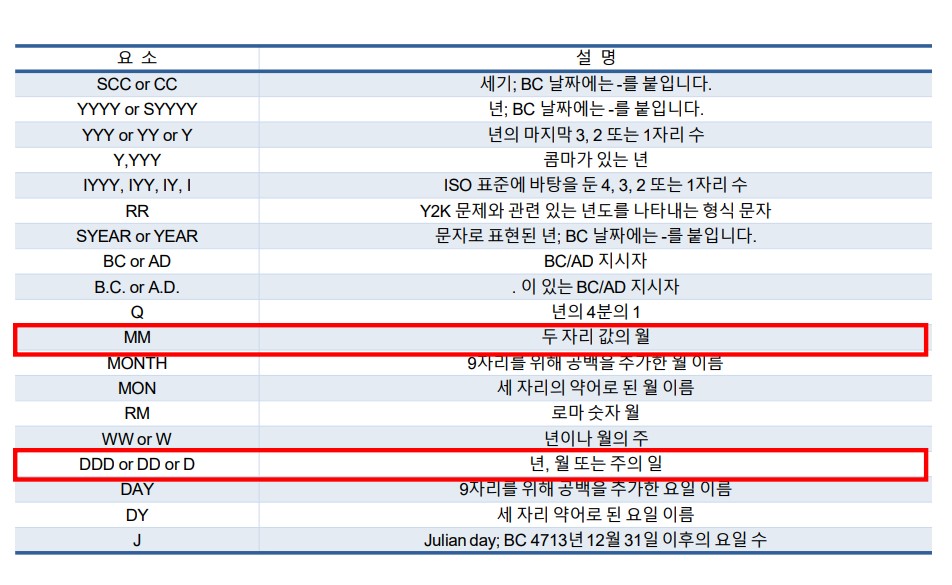 요 소 설 명
SCC or CC 세기; BC 날짜에는 -를 붙입니다.
YYYY or SYYYY 년; BC 날짜에는 -를 붙입니다.
YYY or YY or Y 년의 마지막 3, 2 또는 1자리 수
Y,YYY 콤마가 있는 년
IYYY, IYY, IY, I ISO 표준에 바탕을 둔 4, 3, 2 또는 1자리 수
RR Y2K 문제와 관련 있는 년도를 나타내는 형식 문자
SYEAR or YEAR 문자로 표현된 년; BC 날짜에는 -를 붙입니다.
BC or AD BC/AD 지시자
B.C. or A.D. . 이 있는 BC/AD 지시자
Q 년의 4분의 1
MM 두 자리 값의 월
MONTH 9자리를 위해 공백을 추가한 월 이름
MON 세 자리의 약어로 된 월 이름
RM 로마 숫자 월
WW or W 년이나 월의 주
DDD or DD or D 년, 월 또는 주의 일
DAY 9자리를 위해 공백을 추가한 요일 이름
DY 세 자리 약어로 된 요일 이름
J Julian day; BC 4713년 12월 31일 이후의 요일 수